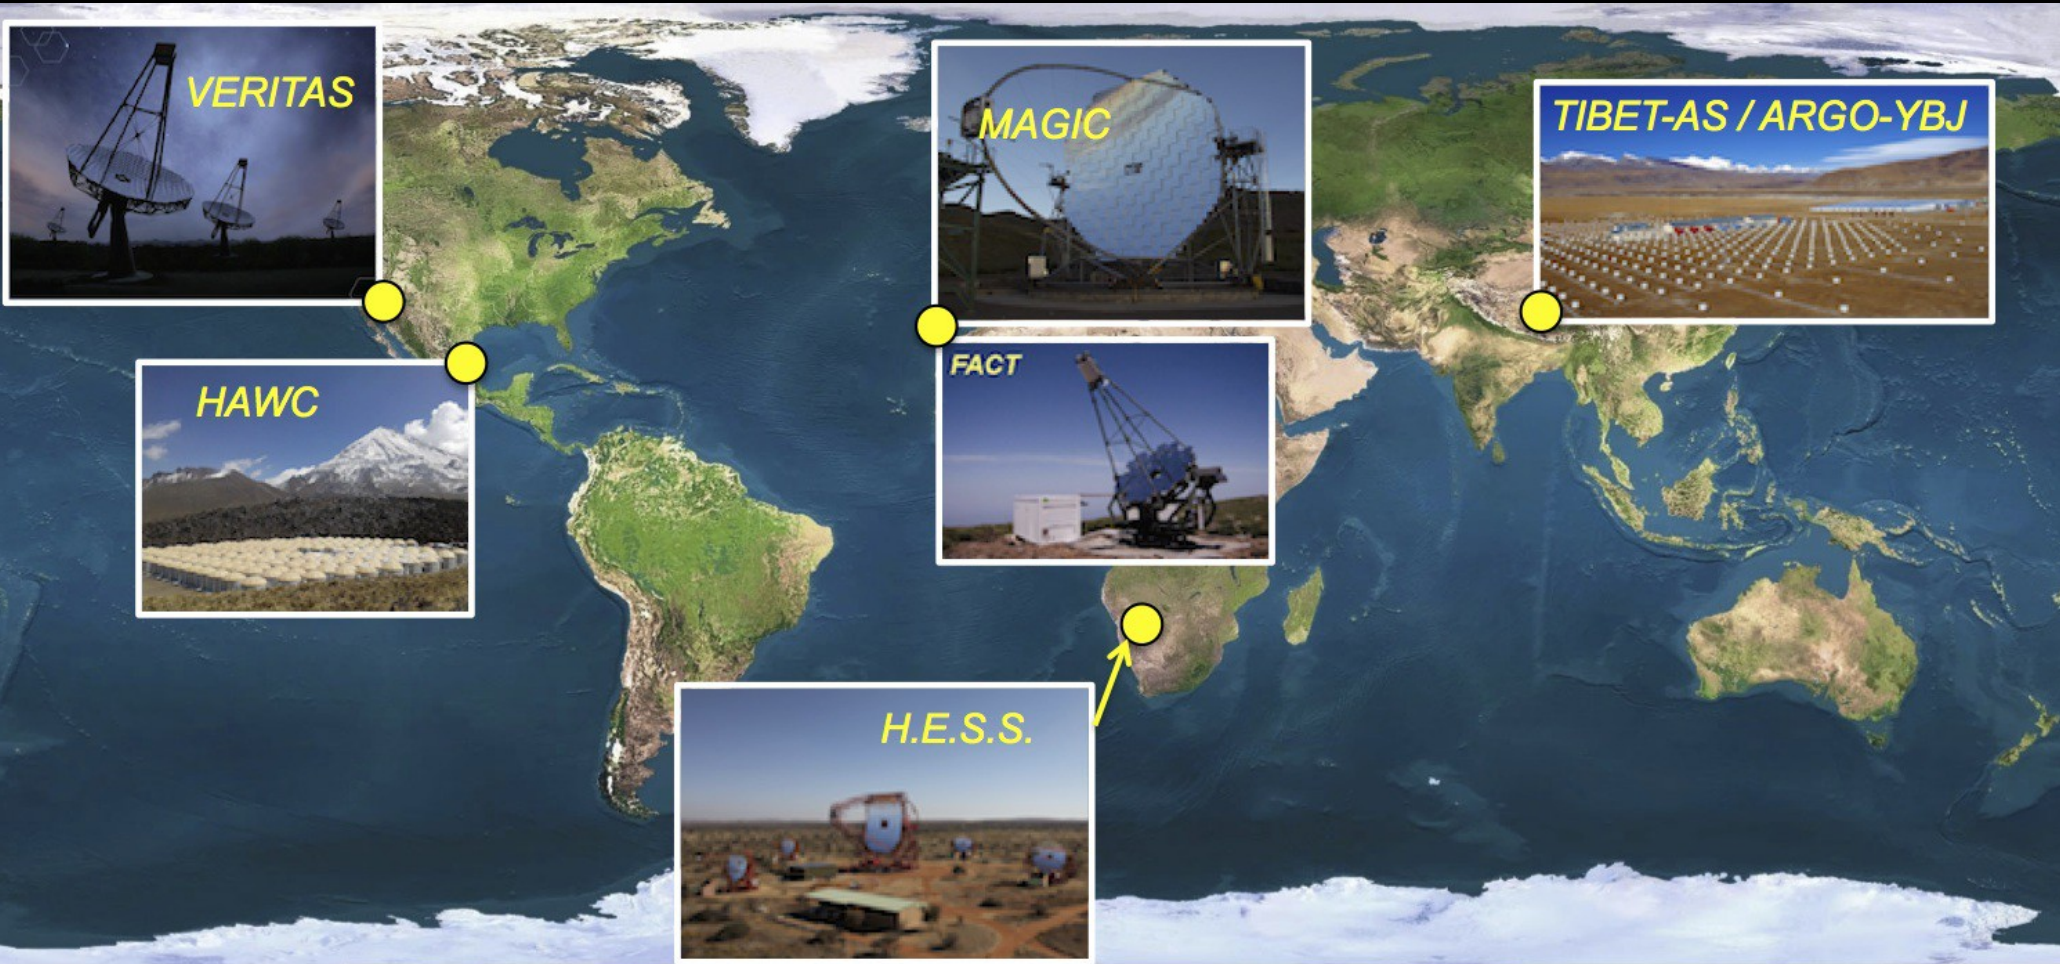 VERITAS
MAGIC
TIBET-AS / ARGO-YBJ
HAWC
FACT
H.E.S.S.